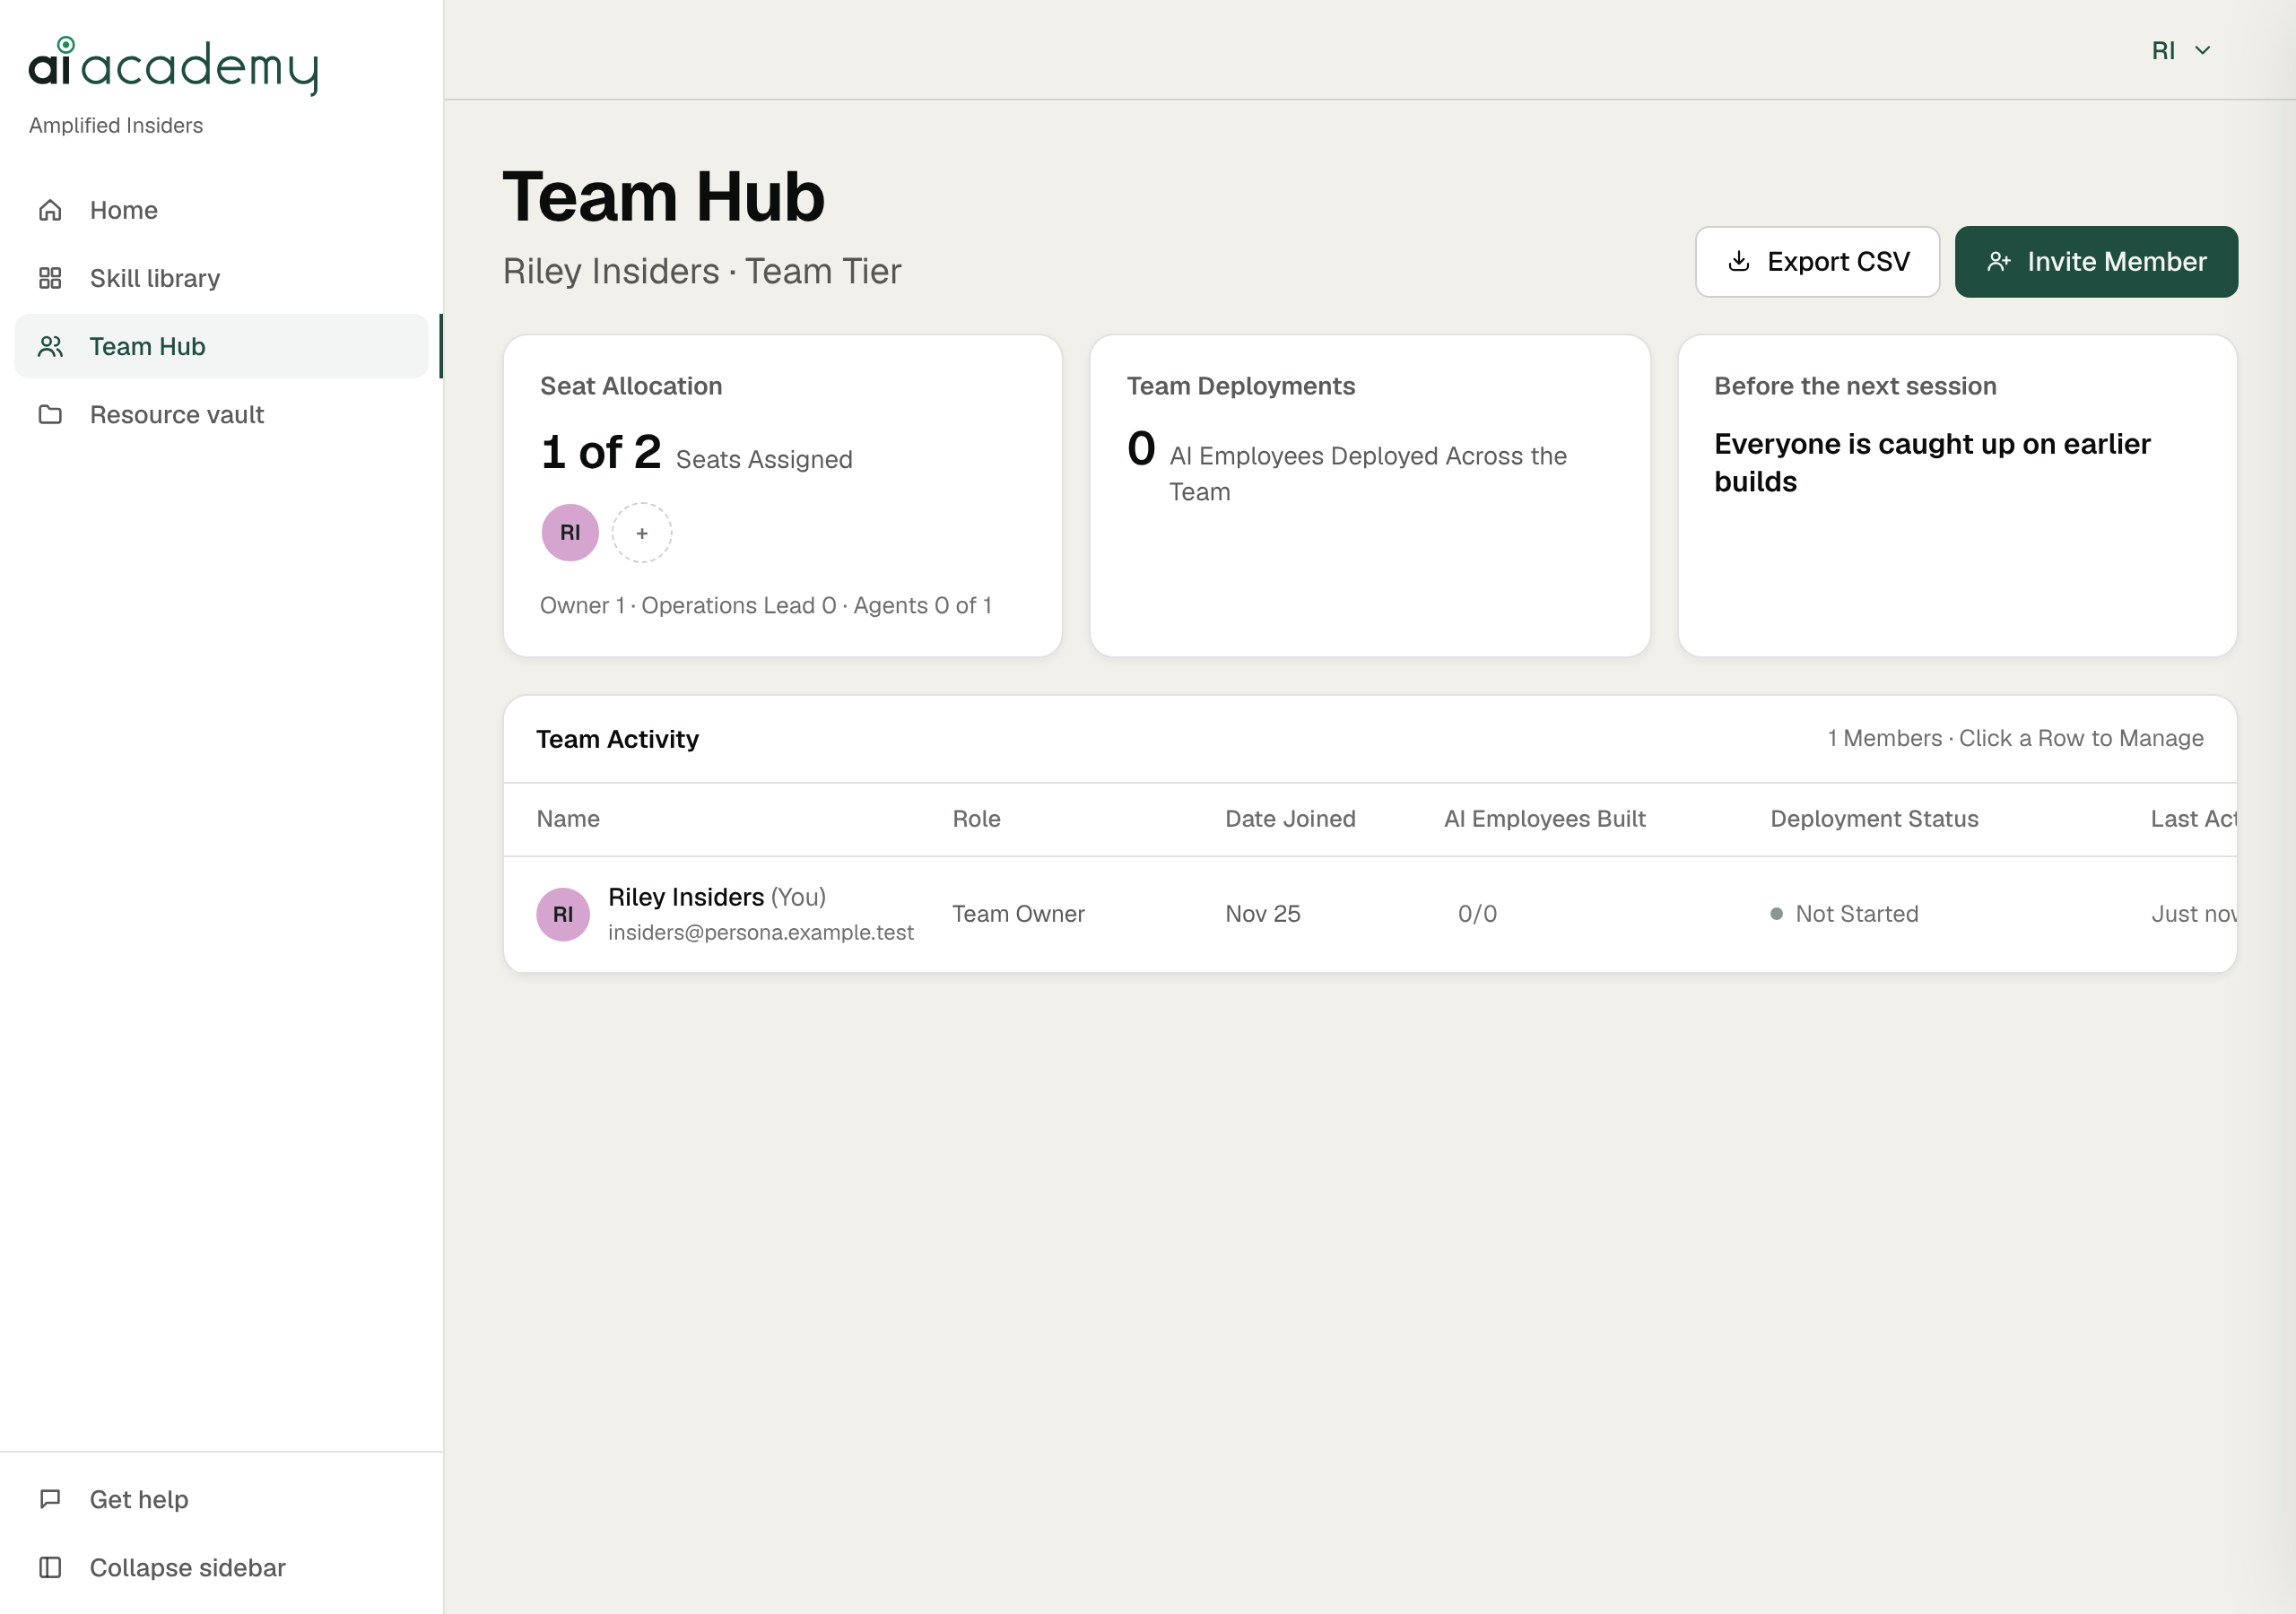 ai academy
Amplified Insiders
Home
Skill library
Team Hub
Resource vault
Get help
Collapse sidebar
RI
Team Hub
Riley Insiders · Team Tier
Export CSV
Invite Member
Seat Allocation
1 of 2 Seats Assigned
RI +
Owner 1 · Operations Lead 0 · Agents 0 of 1
Team Deployments
0 AI Employees Deployed Across the
Team
Before the next session
Everyone is caught up on earlier
builds
Team Activity
1 Members · Click a Row to Manage
Name Role Date Joined AI Employees Built Deployment Status Last Act
RI Riley Insiders (You) Team Owner Nov 25 0/0 Not Started Just
insiders@persona.example.test